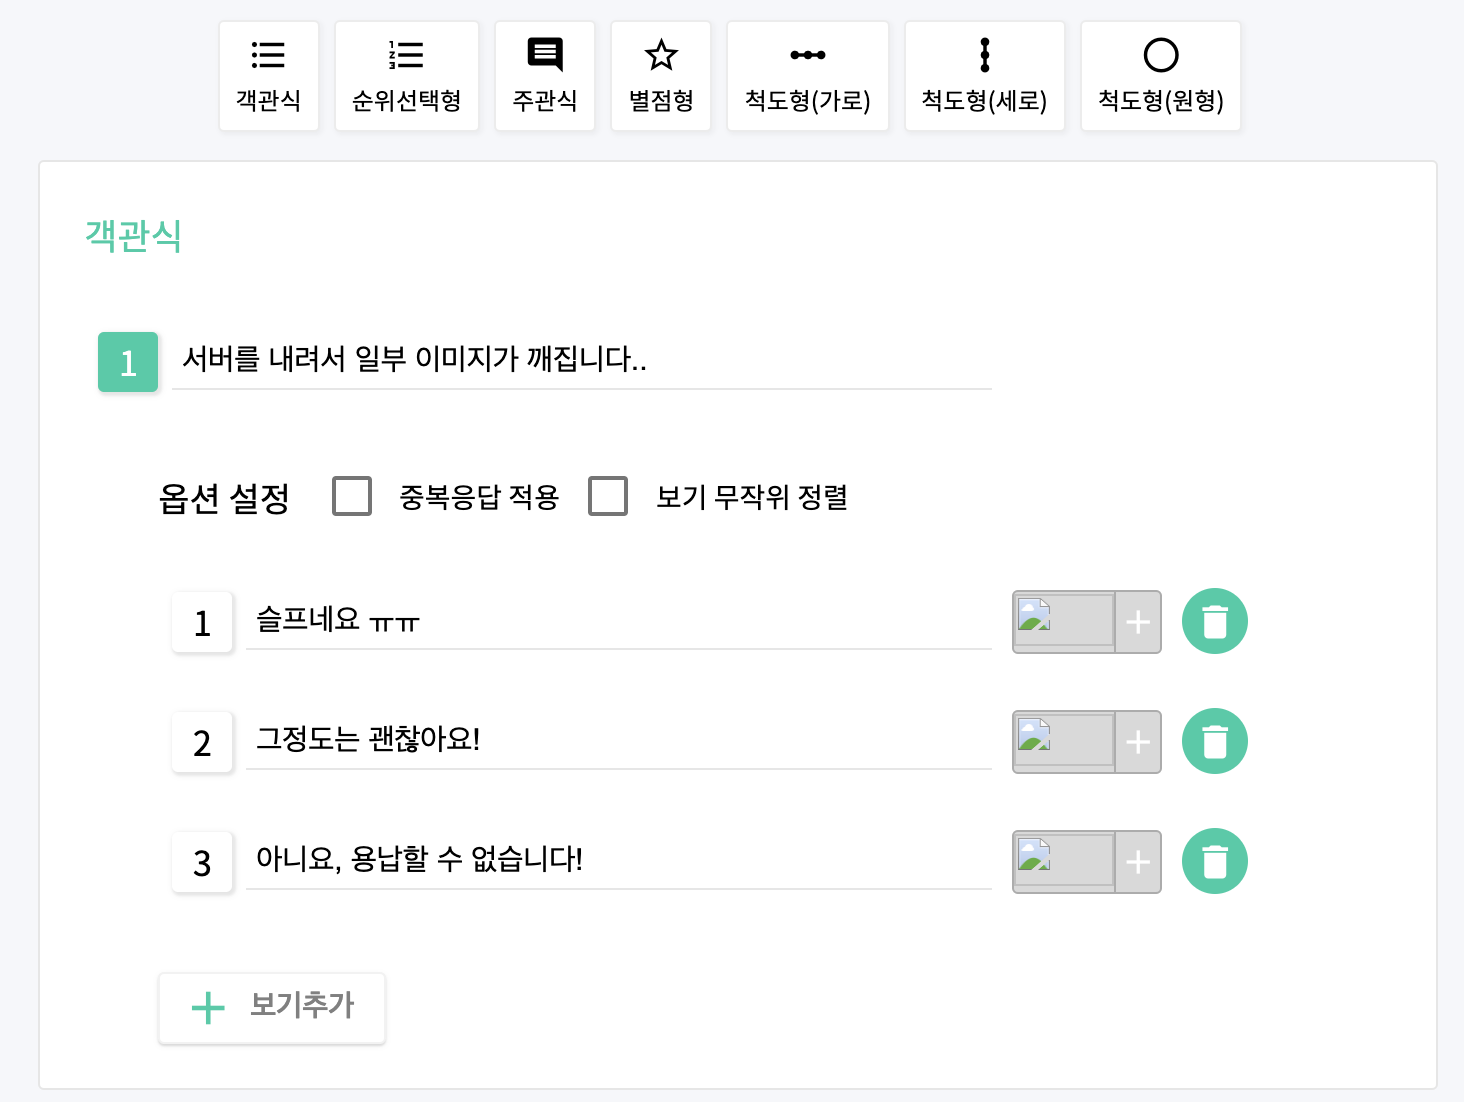 객관식 순위선택형 주관식 별점형 척도형(가로) 척도형(세로) 척도형(원형)
객관식
1 서버를 내려서 일부 이미지가 깨집니다..
옵션 설정 중복응답 적용 보기 무작위 정렬
1 슬프네요 ㅠㅠ
2 그정도는 괜찮아요!
3 아니요, 용납할 수 없습니다!
보기추가